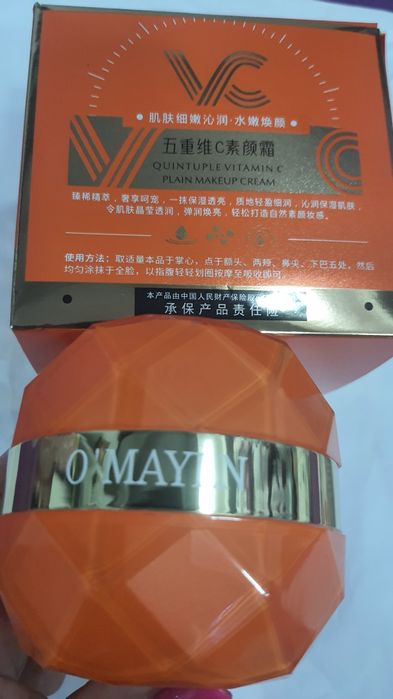 VC
• 肌肤细嫩沁润·水嫩焕颜 •
五重维C素颜霜
QUINTUPLE VITAMIN C
PLAIN MAKEUP CREAM
VC
臻稀精萃，奢享呵宠，一抹保湿透亮，质地轻盈细润，沁润保湿肌肤，
令肌肤晶莹透润，弹润焕亮，轻松打造自然素颜妆感。
使用方法：取适量本品于掌心，点于额头、两颊、鼻尖、下巴五处，然后
均匀涂抹于全脸，以指腹轻轻划圈按摩至吸收即可。
本产品由中国人民财产保险股
承保产品责任险
O'MAYEN